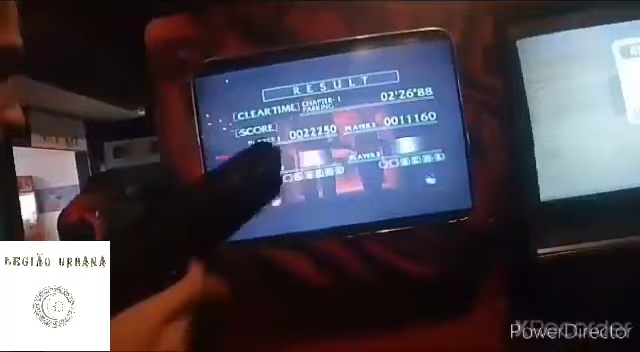 RESULT
CLEARTIME CHAPTER-1 02'26"88
PARKING
SCORE
PLAYER 1 0022250 PLAYER 2 0011160
PLAYER 2
LEGIÃO URBANA
XRecorder
PowerDirector